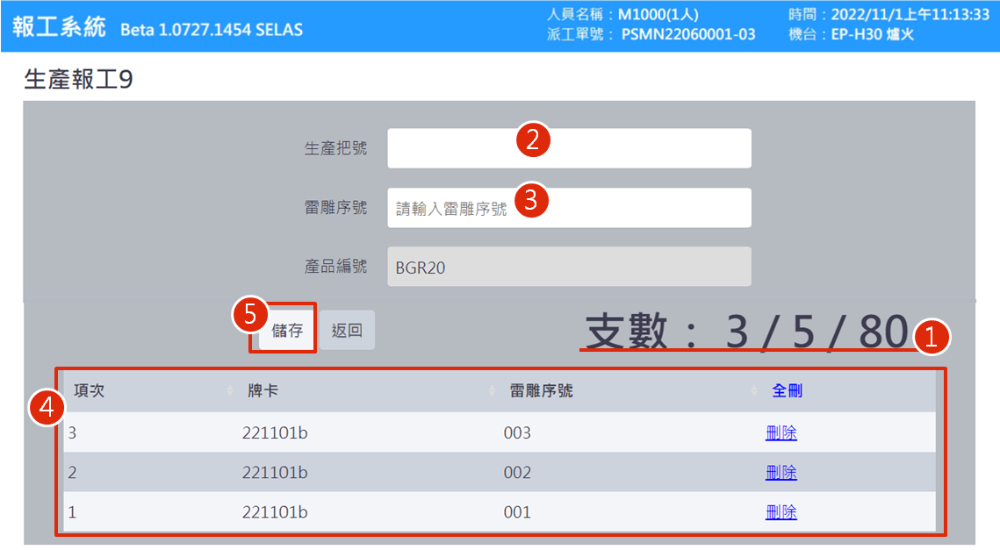 報工系統 Beta 1.0727.1454 SELAS
人員名稱：M1000(1人) 時間：2022/11/1上午11:13:33
派工單號： PSMN22060001-03 機台：EP-H30 爐火
生產報工9
生產把號 2
雷雕序號 請輸入雷雕序號 3
產品編號 BGR20
5 儲存 返回 支數： 3 / 5 / 80 1
4 項次 牌卡 雷雕序號 全刪
3 221101b 003 刪除
2 221101b 002 刪除
1 221101b 001 刪除